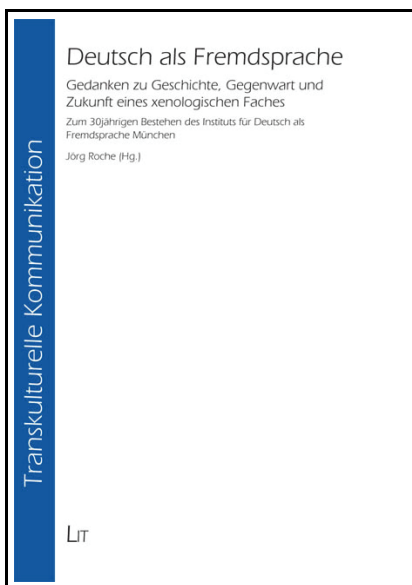 Deutsch als Fremdsprache
Gedanken zu Geschichte, Gegenwart und
Zukunft eines xenologischen Faches
Zum 30jährigen Bestehen des Instituts für Deutsch als
Fremdsprache München
Jörg Roche (Hg.)
Transkulturelle Kommunikation
LIT